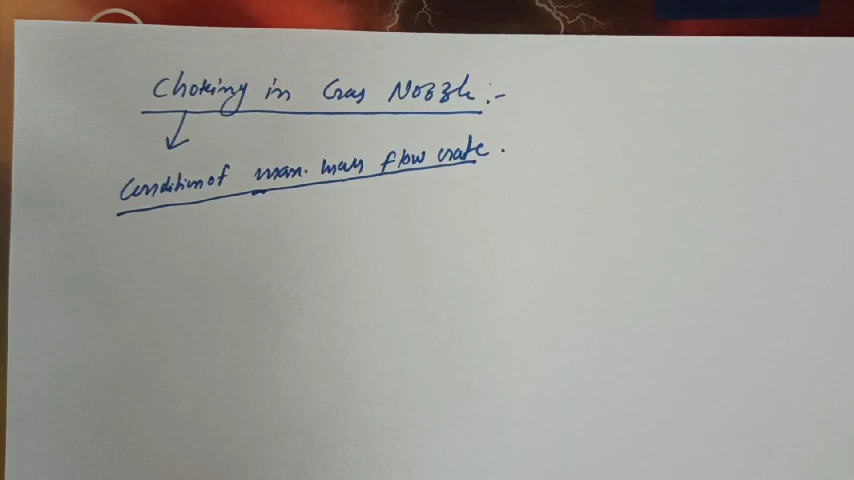 Choking in Gas Nozzle :-
Condition of max. mass flow rate.